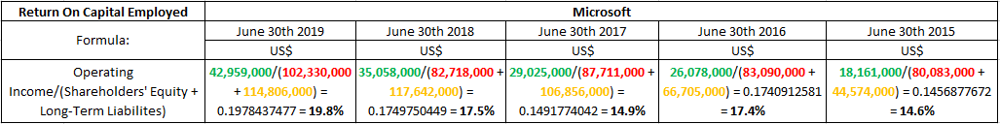 Return On Capital Employed
Microsoft
Formula:
June 30th 2019
June 30th 2018
June 30th 2017
June 30th 2016
June 30th 2015
US$
US$
US$
US$
US$
Operating
Income/(Shareholders' Equity +
Long-Term Liabilites)
42,959,000/(102,330,000
+ 114,806,000) =
0.1978437477 = 19.8%
35,058,000/(82,718,000 +
117,642,000) =
0.1749750449 = 17.5%
29,025,000/(87,711,000 +
106,856,000) =
0.1491774042 = 14.9%
26,078,000/(83,090,000 +
66,705,000) = 0.1740912581
= 17.4%
18,161,000/(80,083,000 +
44,574,000) = 0.1456877672
= 14.6%